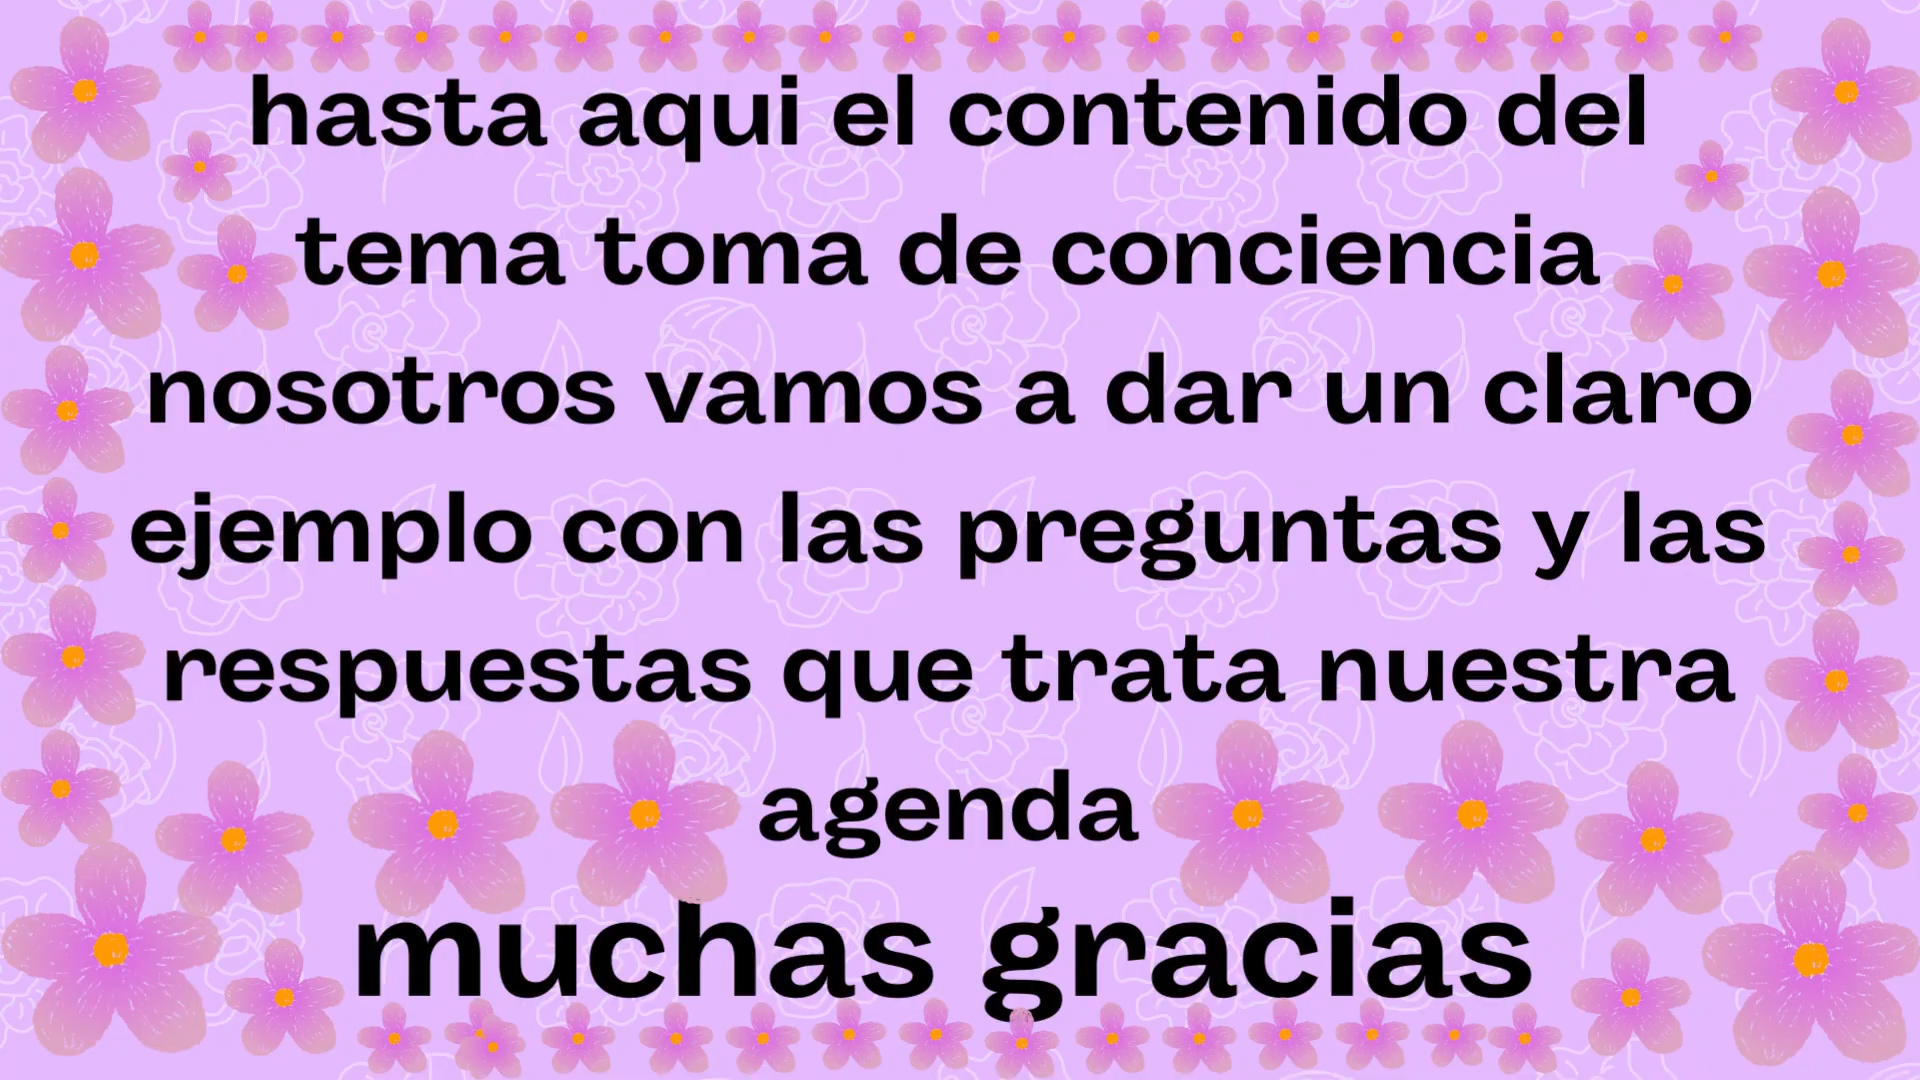 hasta aqui el contenido del
tema toma de conciencia
nosotros vamos a dar un claro
ejemplo con las preguntas y las
respuestas que trata nuestra
agenda
muchas gracias